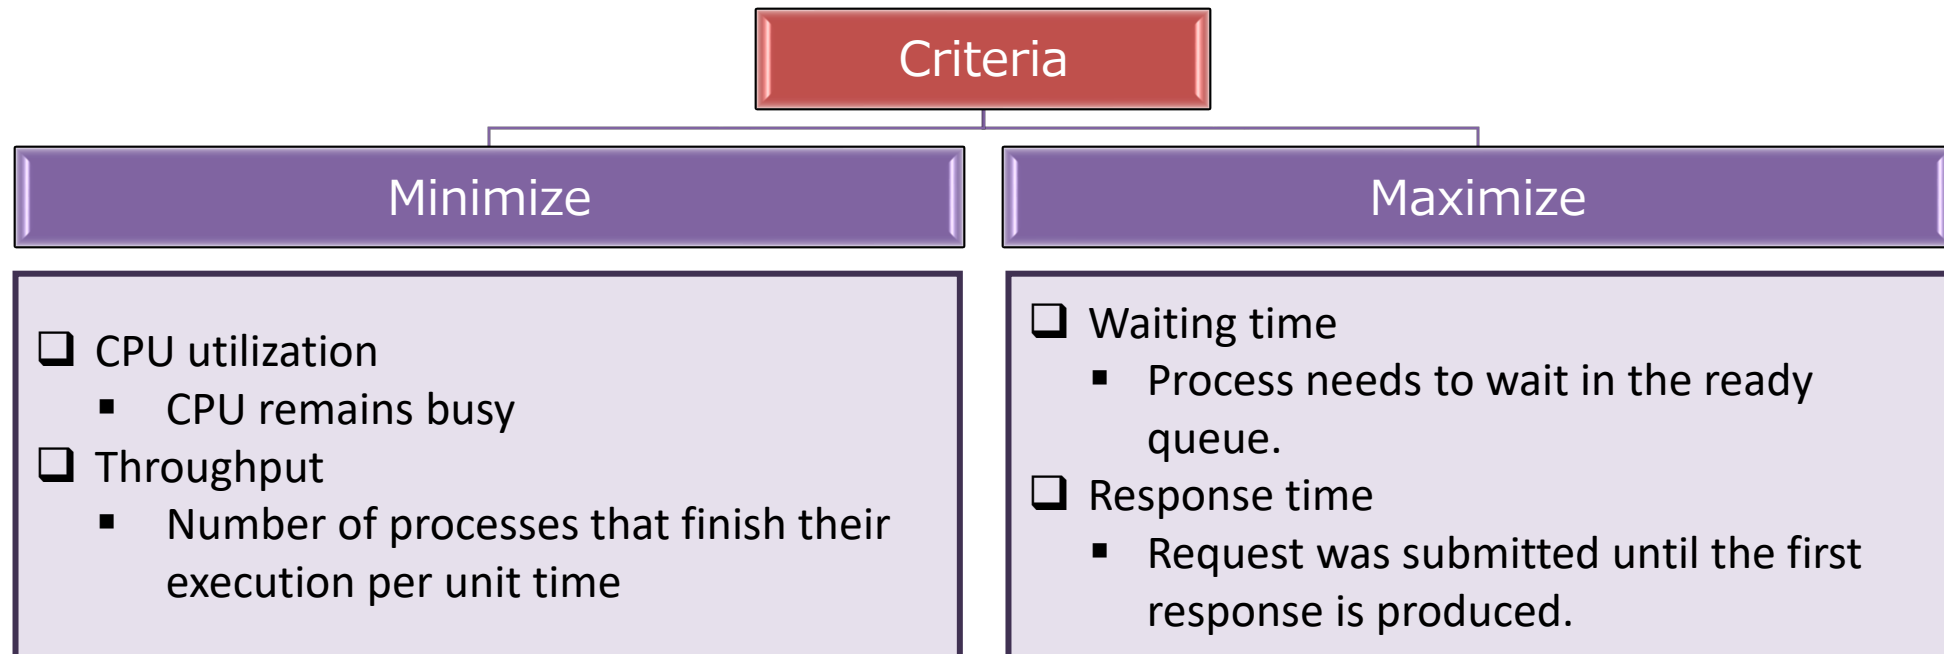 Criteria
Minimize
Maximize
❑ CPU utilization
▪ CPU remains busy
❑ Throughput
▪ Number of processes that finish their
execution per unit time
❑ Waiting time
▪ Process needs to wait in the ready
queue.
❑ Response time
▪ Request was submitted until the first
response is produced.